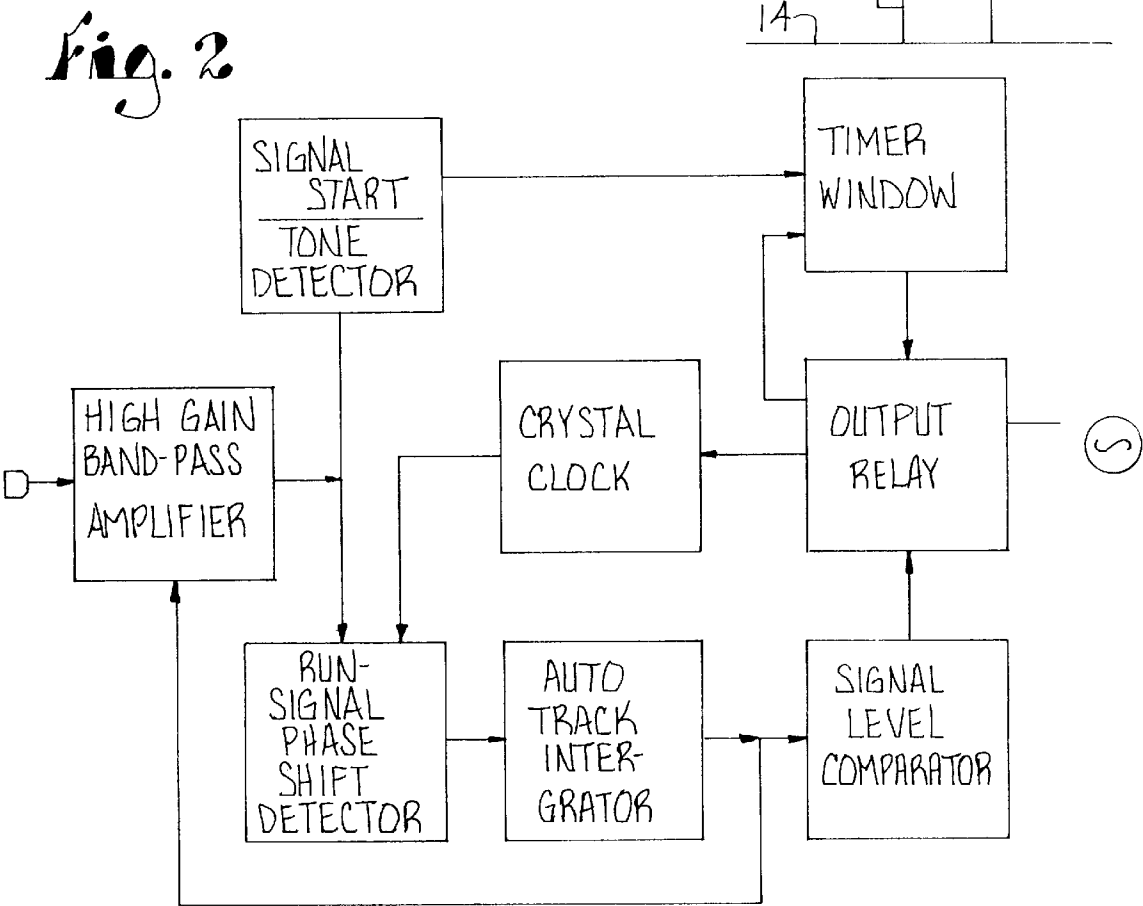 Fig. 2
14
SIGNAL
START
TONE
DETECTOR
TIMER
WINDOW
HIGH GAIN
BAND-PASS
AMPLIFIER
CRYSTAL
CLOCK
OUTPUT
RELAY
S
RUN-
SIGNAL
PHASE
SHIFT
DETECTOR
AUTO
TRACK
INTER-
GRATOR
SIGNAL
LEVEL
COMPARATOR